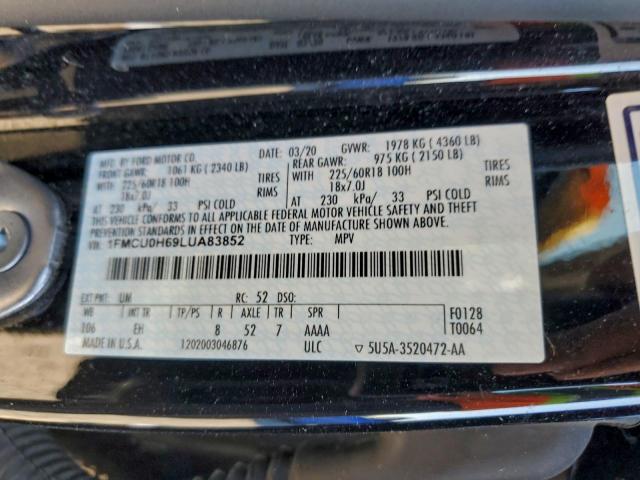 MFD. BY FORD MOTOR CO. DATE: 03/20 GVWR: 1978 KG ( 4360 LB)
FRONT GAWR: 1061 KG ( 2340 LB) REAR GAWR: 975 KG ( 2150 LB)
WITH 225/60R18 100H TIRES WITH 225/60R18 100H TIRES
18x7.0J RIMS 18x7.0J RIMS
AT 230 kPa/ 33 PSI COLD AT 230 kPa/ 33 PSI COLD
THIS VEHICLE CONFORMS TO ALL APPLICABLE FEDERAL MOTOR VEHICLE SAFETY AND THEFT
PREVENTION STANDARDS IN EFFECT ON THE DATE OF MANUFACTURE SHOWN ABOVE.
VIN: 1FMCU0H69LUA83852 TYPE: MPV
EXT PNT: UM RC: 52 DSO:
WB INT TR TP/PS R AXLE TR SPR F0128
106 EH 8 52 7 AAAA T0064
MADE IN U.S.A. 1202003046876 ULC ▽5U5A-3520472-AA